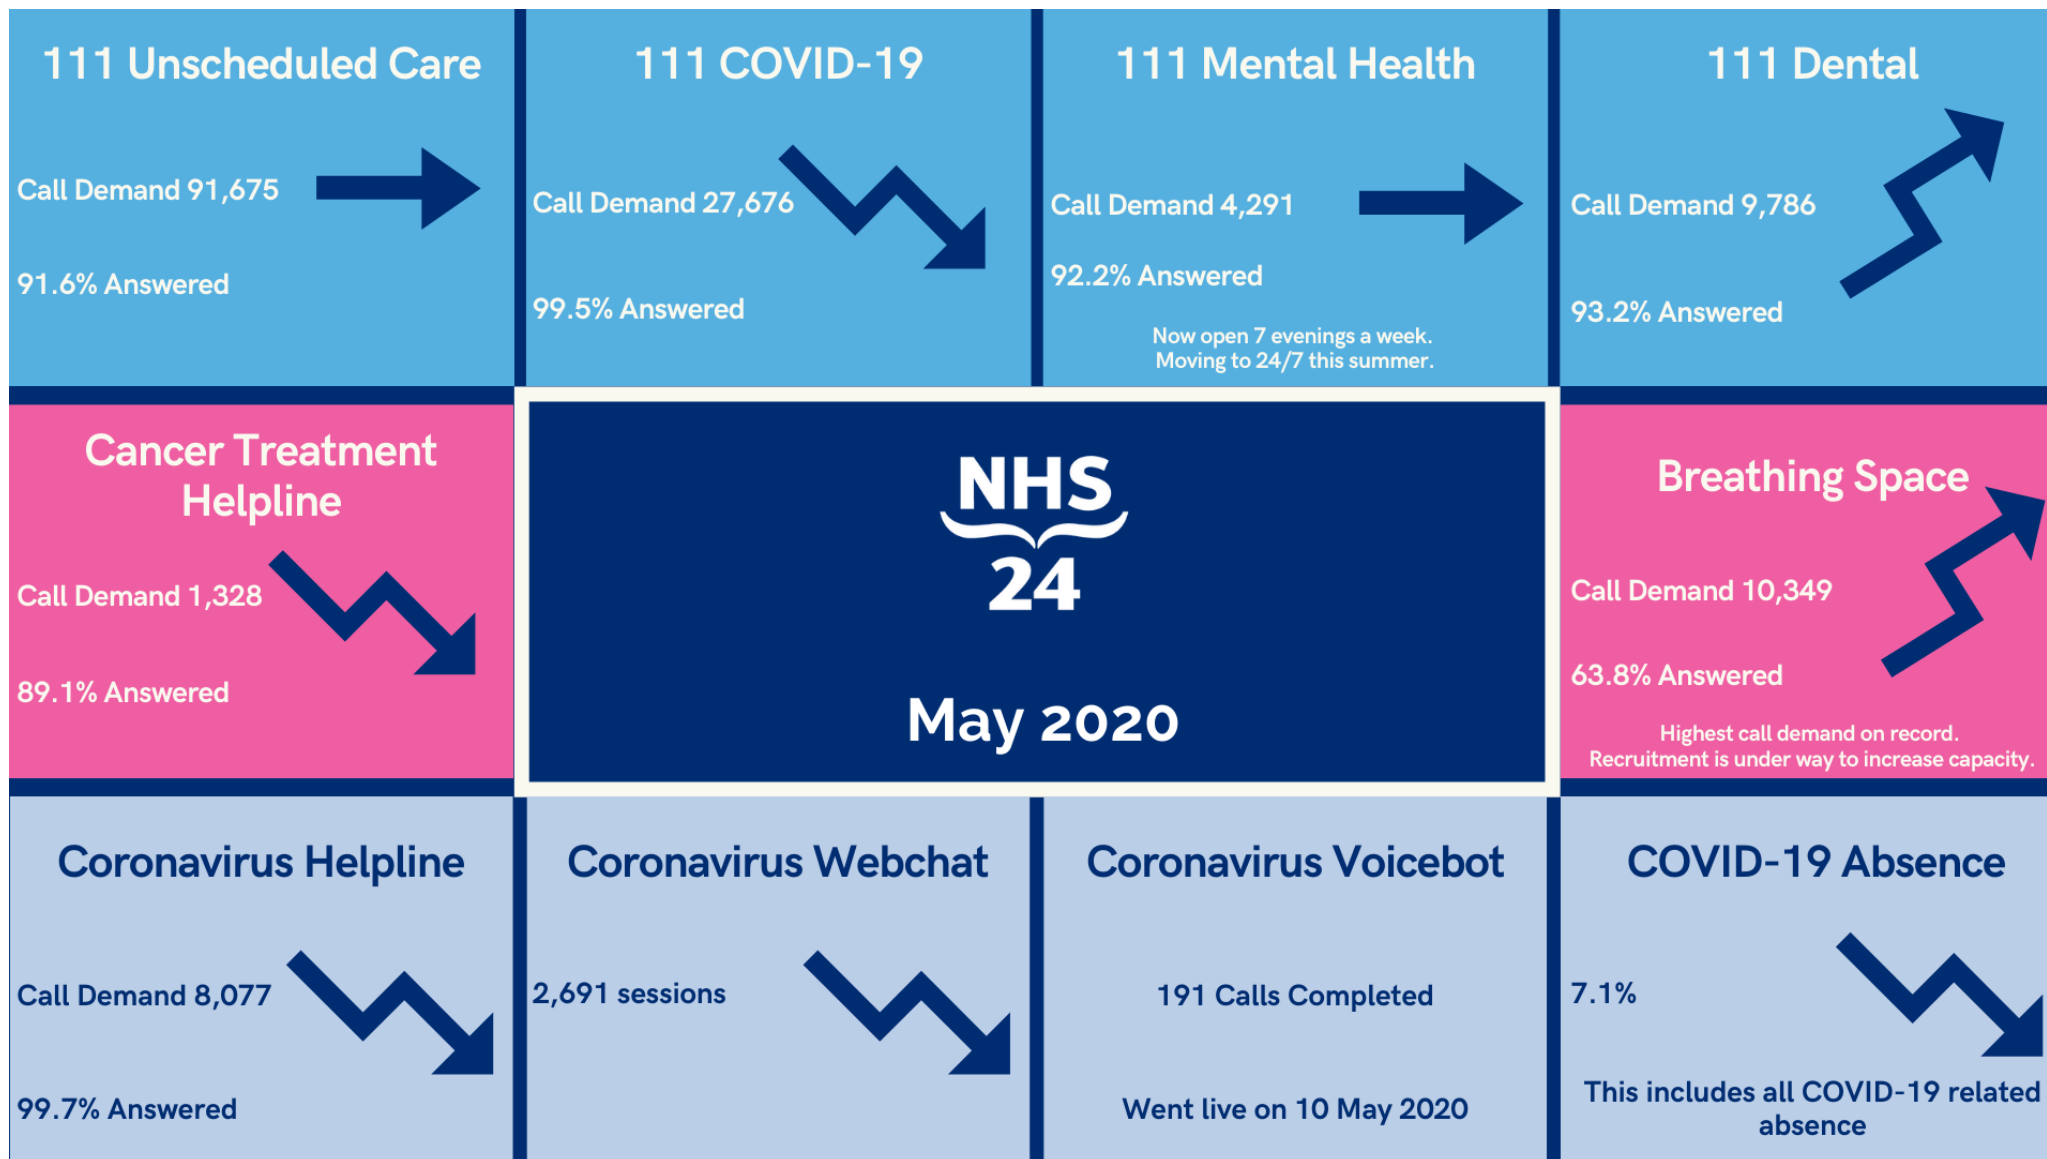 111 Unscheduled Care
Call Demand 91,675
91.6% Answered
111 COVID-19
Call Demand 27,676
99.5% Answered
111 Mental Health
Call Demand 4,291
92.2% Answered
Now open 7 evenings a week.
Moving to 24/7 this summer.
111 Dental
Call Demand 9,786
93.2% Answered
Cancer Treatment
Helpline
Call Demand 1,328
89.1% Answered
NHS
24
May 2020
Breathing Space
Call Demand 10,349
63.8% Answered
Highest call demand on record.
Recruitment is under way to increase capacity.
Coronavirus Helpline
Call Demand 8,077
99.7% Answered
Coronavirus Webchat
2,691 sessions
Coronavirus Voicebot
191 Calls Completed
Went live on 10 May 2020
COVID-19 Absence
7.1%
This includes all COVID-19 related
absence